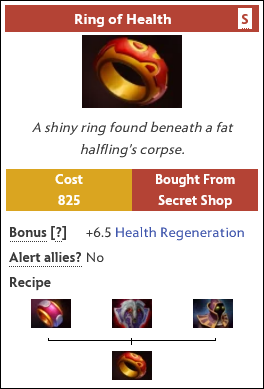 Ring of Health S
A shiny ring found beneath a fat
halfling's corpse.
Cost Bought From
825 Secret Shop
Bonus [?] +6.5 Health Regeneration
Alert allies? No
Recipe